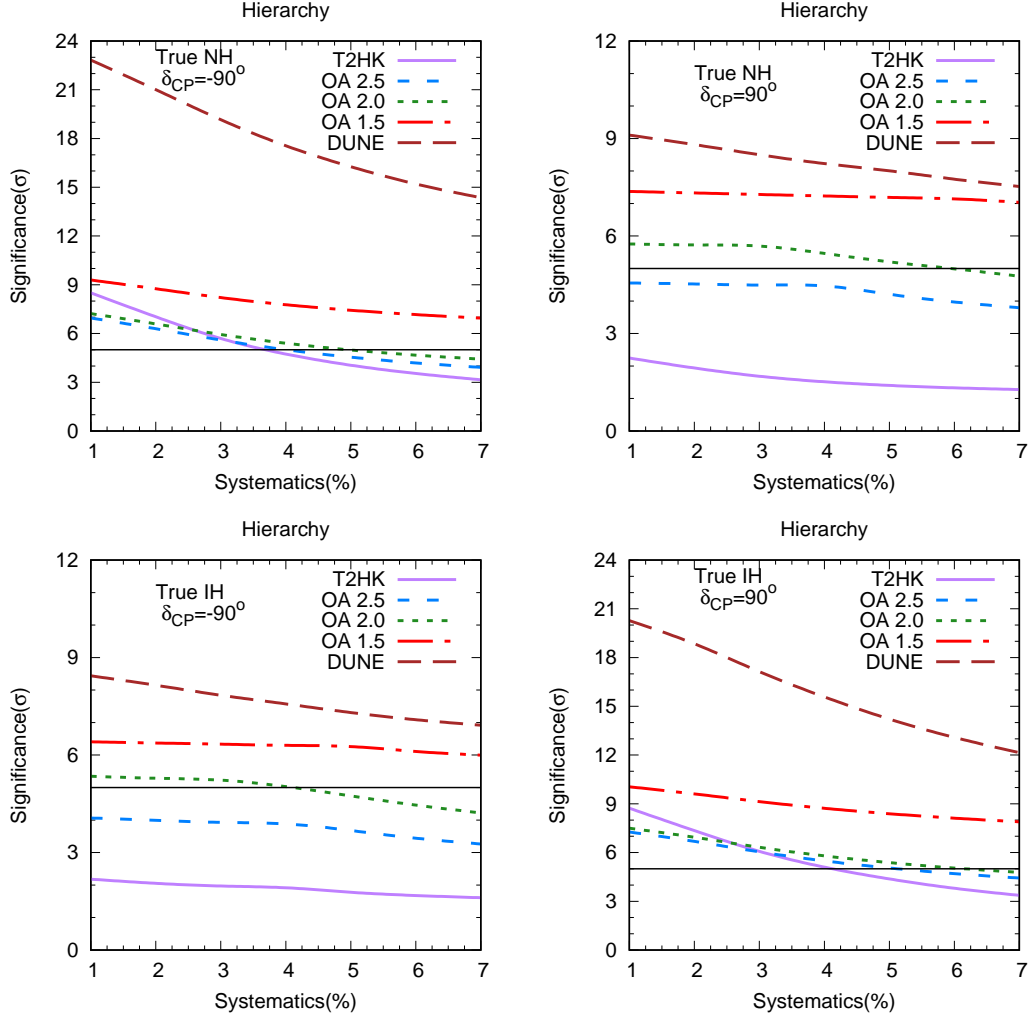 Hierarchy
True NH
δCP=-90°
T2HK
OA 2.5
OA 2.0
OA 1.5
DUNE
Significance(σ)
24
21
18
15
12
9
6
3
0
1 2 3 4 5 6 7
Systematics(%)
Hierarchy
True NH
δCP=90°
T2HK
OA 2.5
OA 2.0
OA 1.5
DUNE
Significance(σ)
12
9
6
3
0
1 2 3 4 5 6 7
Systematics(%)
Hierarchy
True IH
δCP=-90°
T2HK
OA 2.5
OA 2.0
OA 1.5
DUNE
Significance(σ)
12
9
6
3
0
1 2 3 4 5 6 7
Systematics(%)
Hierarchy
True IH
δCP=90°
T2HK
OA 2.5
OA 2.0
OA 1.5
DUNE
Significance(σ)
24
21
18
15
12
9
6
3
0
1 2 3 4 5 6 7
Systematics(%)